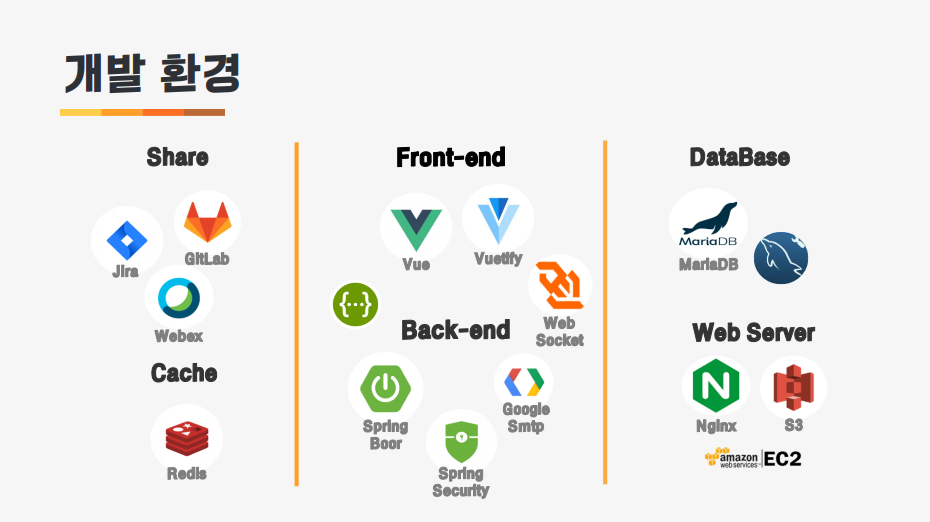 개발 환경
Share
Jira
GitLab
Webex
Cache
Redis
Front-end
Vue
Vuetify
{···}
Web
Socket
Back-end
Spring
Boor
Google
Smtp
Spring
Security
DataBase
MariaDB
MariaDB
Web Server
N
Nginx
S3
amazon
webservices™
EC2